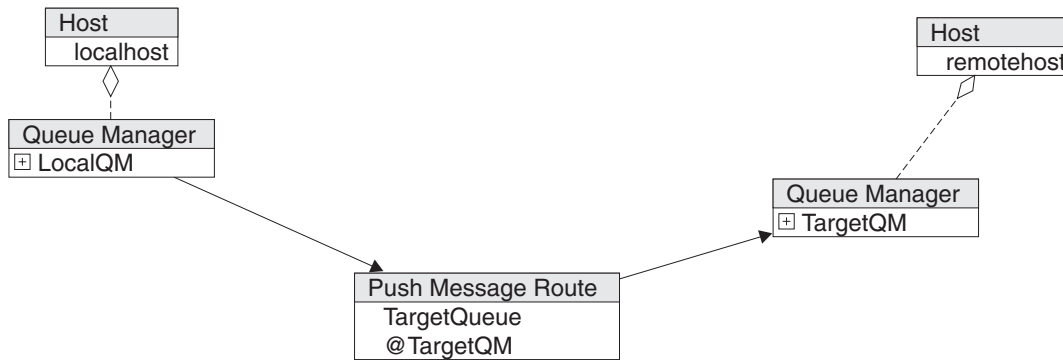 Host
localhost
Queue Manager
LocalQM
Host
remotehost
Queue Manager
TargetQM
Push Message Route
TargetQueue
@TargetQM